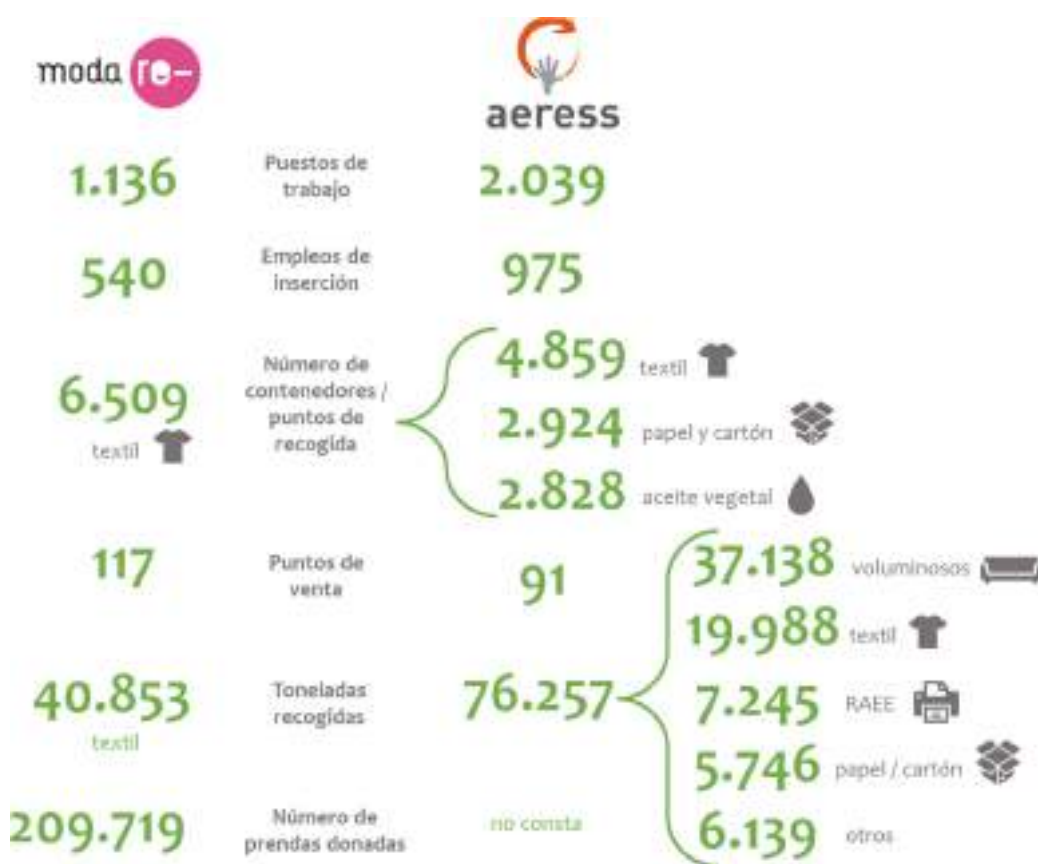 moda re-
aeress
1.136
Puestos de
trabajo
2.039
540
Empleos de
inserción
975
6.509
textil
Número de
contenedores /
puntos de
recogida
4.859 textil
2.924 papel y cartón
2.828 aceite vegetal
117
Puntos de
venta
91
40.853
textil
Toneladas
recogidas
76.257
37.138 voluminosos
19.988 textil
7.245 RAEE
5.746 papel / cartón
6.139 otros
209.719
Número de
prendas donadas
no consta